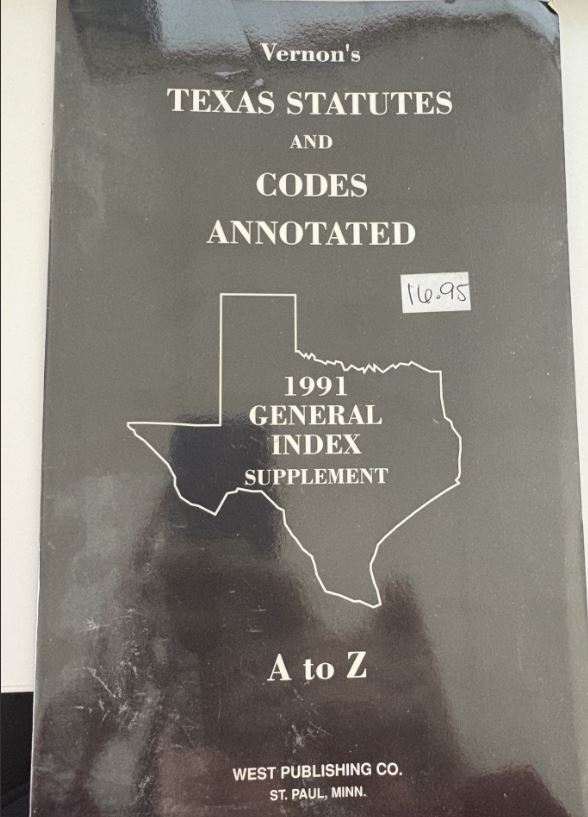 Vernon's
TEXAS STATUTES
AND
CODES
ANNOTATED
16.95
1991
GENERAL
INDEX
SUPPLEMENT
A to Z
WEST PUBLISHING CO.
ST. PAUL, MINN.